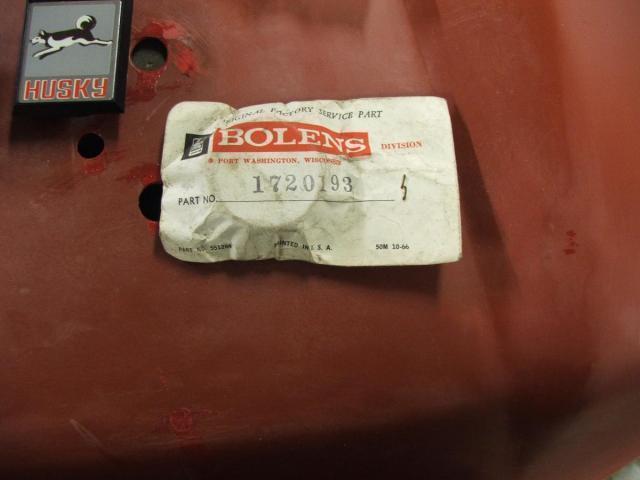 HUSKY
ORIGINAL FACTORY SERVICE PART
BOLENS DIVISION
PORT WASHINGTON, WISCONSIN
PART NO. 1720193
PRINTED IN U. S. A. 50M 10-66